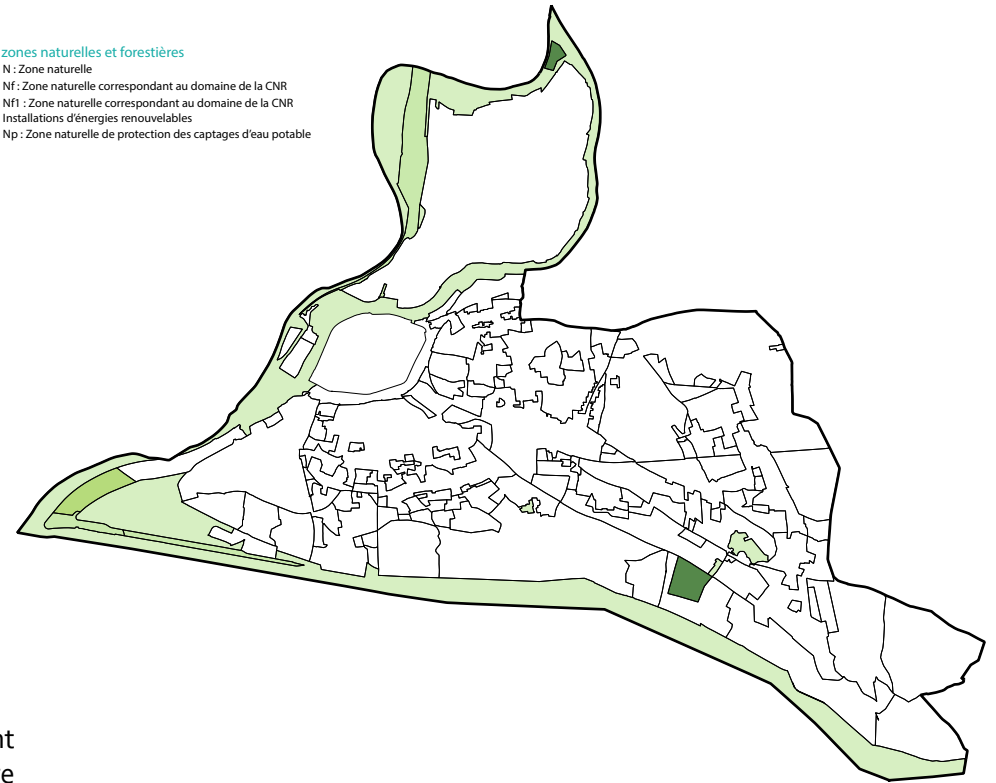 zones naturelles et forestières
N : Zone naturelle
Nf : Zone naturelle correspondant au domaine de la CNR
Nf1 : Zone naturelle correspondant au domaine de la CNR
Installations d’énergies renouvelables
Np : Zone naturelle de protection des captages d’eau potable
nt